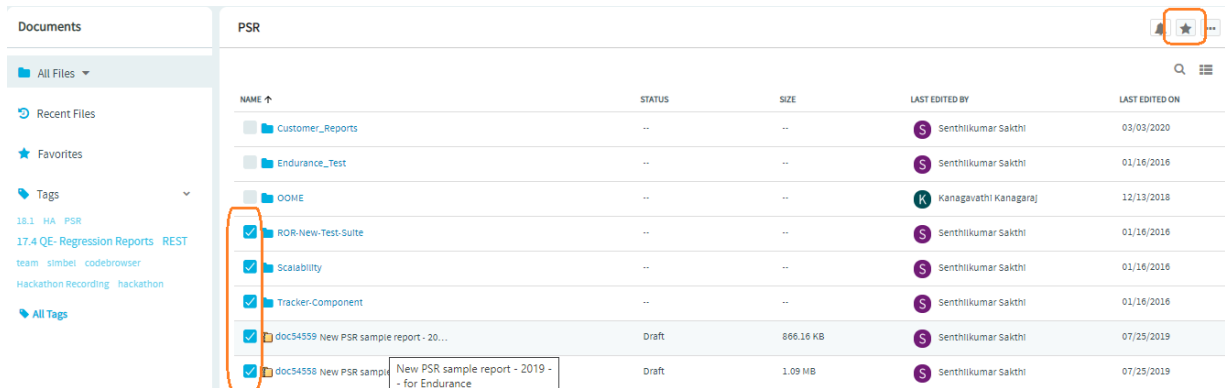 Documents
PSR
All Files
Recent Files
Favorites
Tags
18.1 HA PSR
17.4 QE- Regression Reports REST
team simbei codebrowser
Hackathon Recording hackathon
All Tags
NAME STATUS SIZE LAST EDITED BY LAST EDITED ON
Customer_Reports -- -- S Senthilkumar Sakthi 03/03/2020
Endurance_Test -- -- S Senthilkumar Sakthi 01/16/2016
OOME -- -- K Kanagavathi Kanagaraj 12/13/2018
ROR-New-Test-Suite -- -- S Senthilkumar Sakthi 01/16/2016
Scalability -- -- S Senthilkumar Sakthi 01/16/2016
Tracker-Component -- -- S Senthilkumar Sakthi 01/16/2016
doc54559 New PSR sample report - 20... Draft 866.16 KB S Senthilkumar Sakthi 07/25/2019
doc54558 New PSR sample Draft 1.09 MB S Senthilkumar Sakthi 07/25/2019
New PSR sample report - 2019 -
- for Endurance